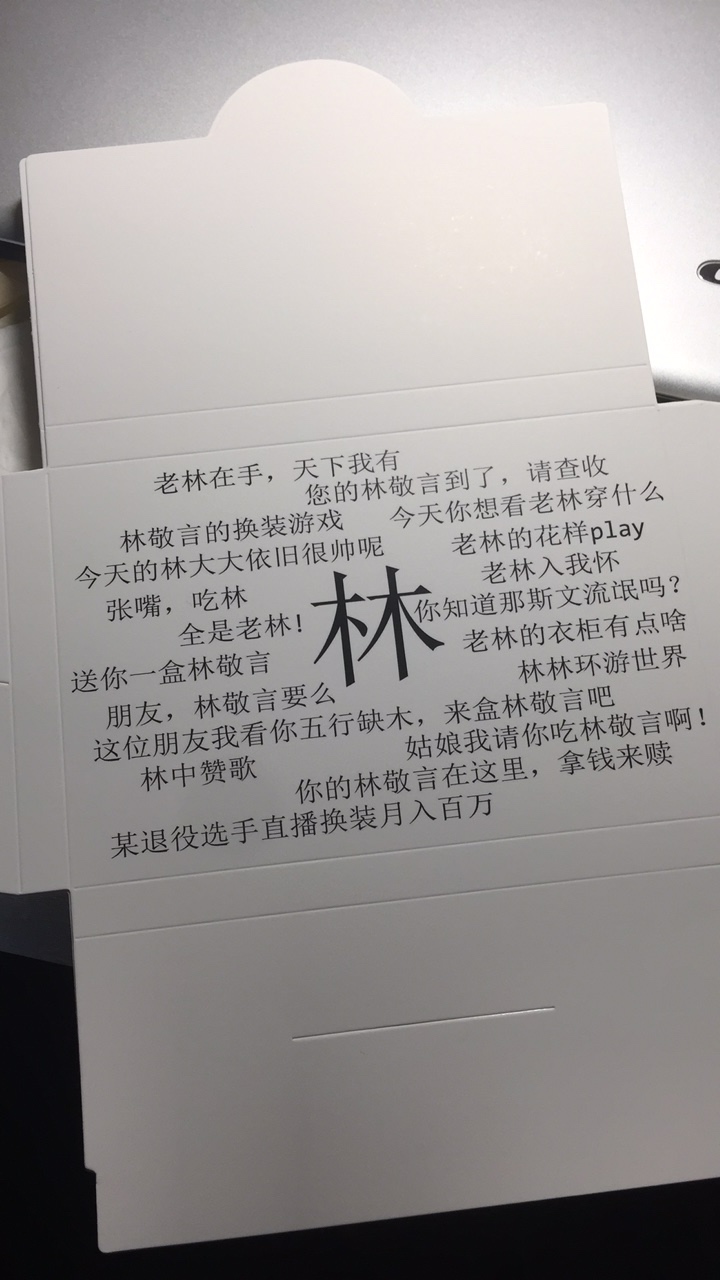 老林在手，天下我有
您的林敬言到了，请查收
林敬言的换装游戏
今天你想看老林穿什么
今天的林大大依旧很帅呢
老林的花样play
老林入我怀
张嘴，吃林
林
你知道那斯文流氓吗？
全是老林！
老林的衣柜有点啥
送你一盒林敬言
林林环游世界
朋友，林敬言要么
这位朋友我看你五行缺木，来盒林敬言吧
姑娘我请你吃林敬言啊！
林中赞歌
你的林敬言在这里，拿钱来赎
某退役选手直播换装月入百万